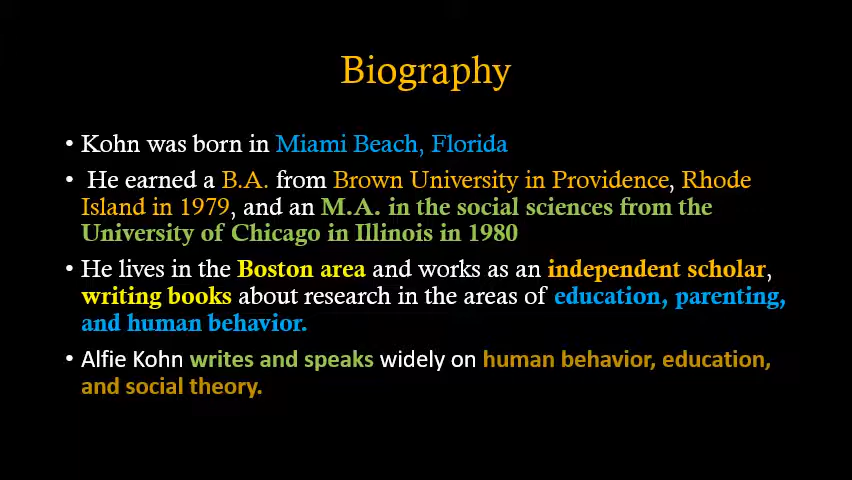 Biography
• Kohn was born in Miami Beach, Florida
• He earned a B.A. from Brown University in Providence, Rhode
Island in 1979, and an M.A. in the social sciences from the
University of Chicago in Illinois in 1980
• He lives in the Boston area and works as an independent scholar,
writing books about research in the areas of education, parenting,
and human behavior.
• Alfie Kohn writes and speaks widely on human behavior, education,
and social theory.